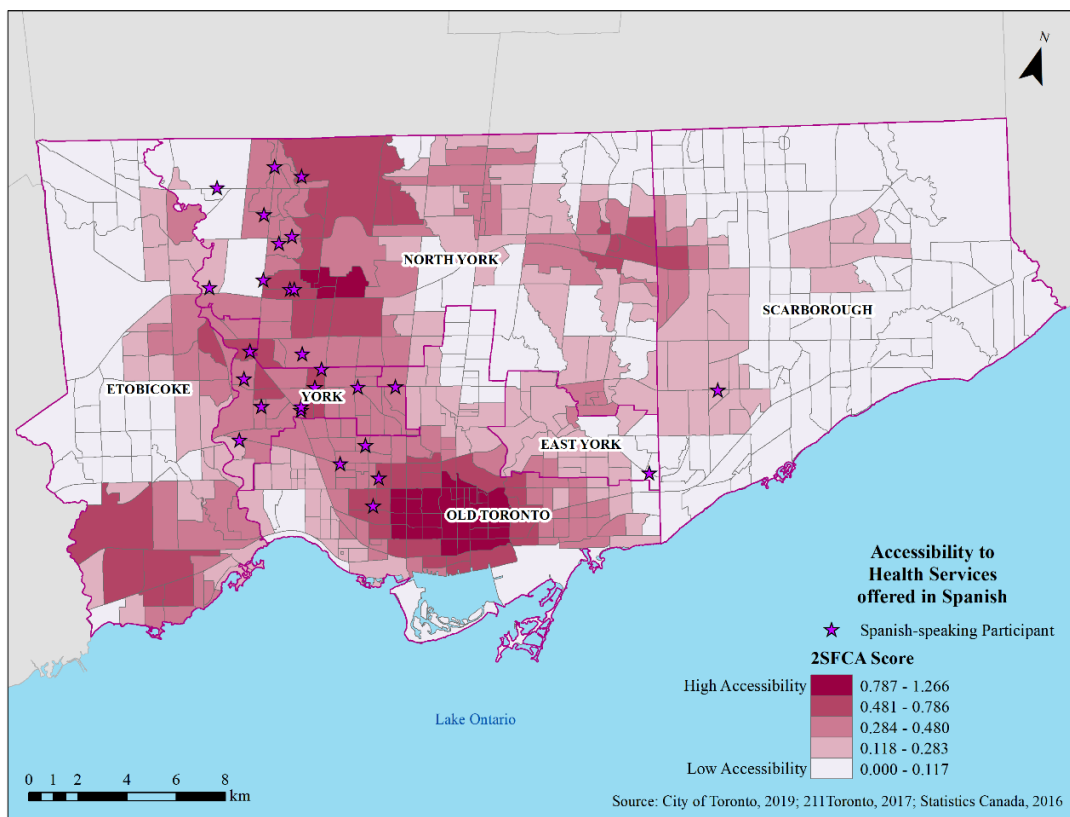 N
NORTH YORK
SCARBOROUGH
ETOBICOKE
YORK
EAST YORK
OLD TORONTO
Accessibility to
Health Services
offered in Spanish
Spanish-speaking Participant
2SFCA Score
High Accessibility
0.787 - 1.266
0.481 - 0.786
0.284 - 0.480
0.118 - 0.283
Low Accessibility
0.000 - 0.117
Lake Ontario
0 1 2 4 6 8
km
Source: City of Toronto, 2019; 211Toronto, 2017; Statistics Canada, 2016